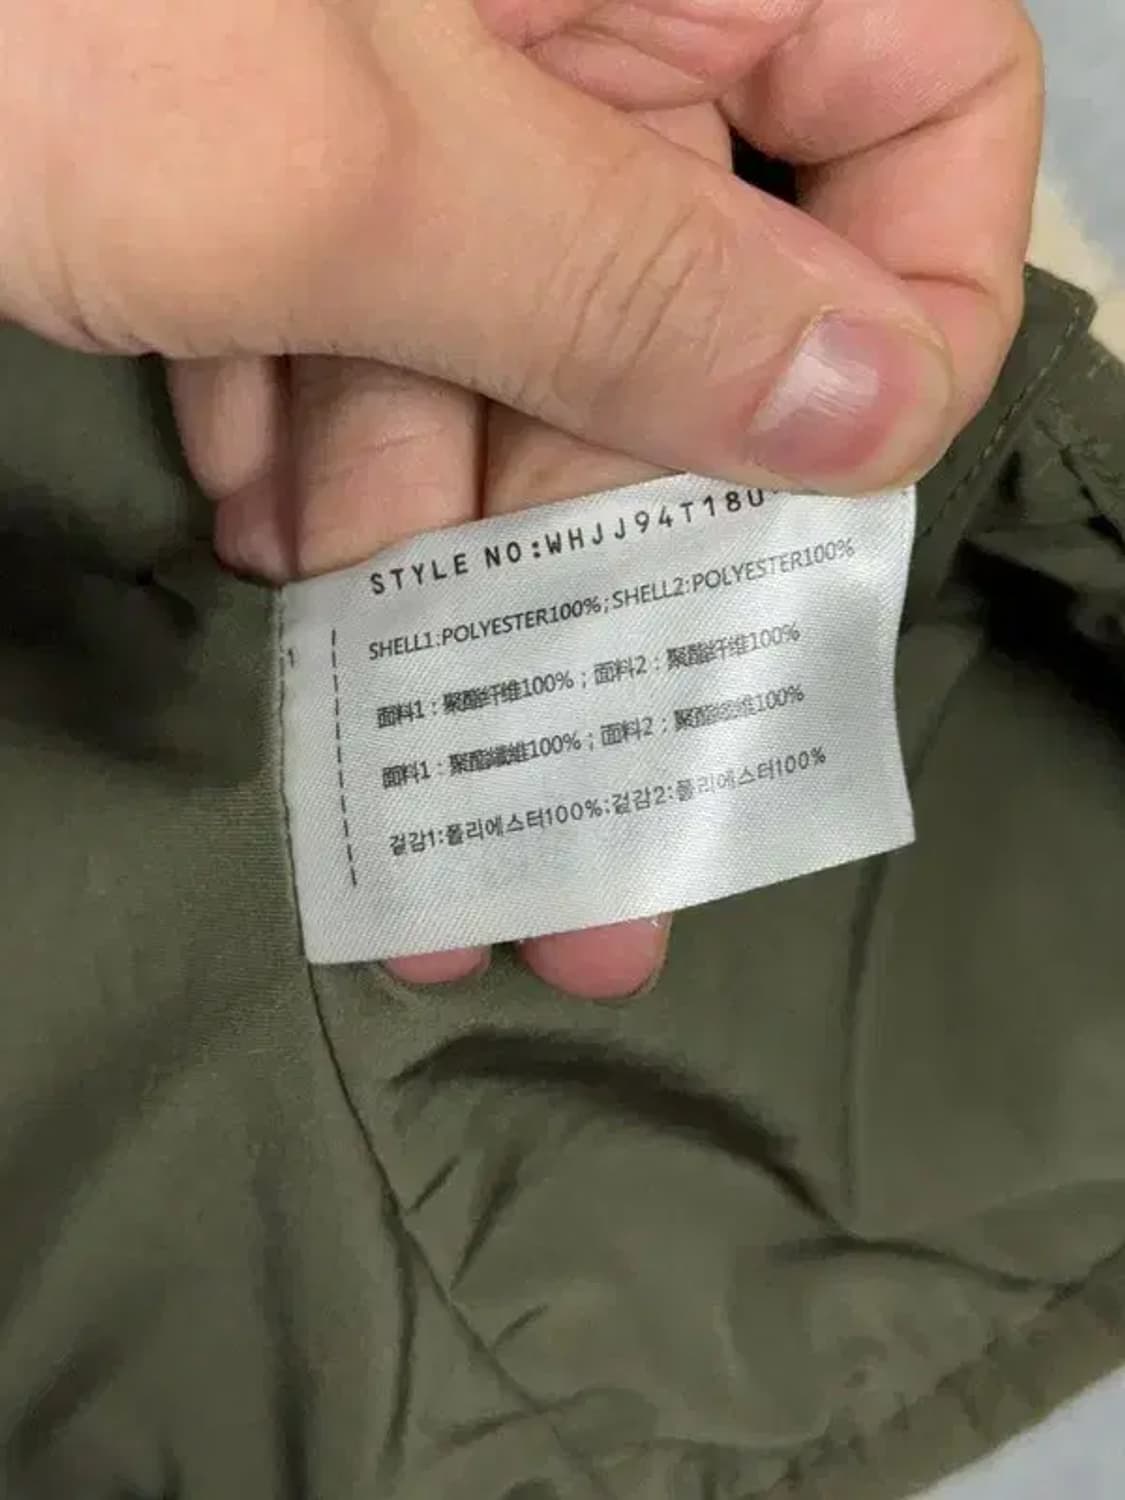 STYLE NO:WHJJ94T18U
SHELL1:POLYESTER100%;SHELL2:POLYESTER100%
1
面料1：聚酯纤维100%；面料2：聚酯纤维100%
面料1：聚酯纖維100%；面料2：聚酯纖維100%
겉감1:폴리에스터100%:겉감2:폴리에스터100%